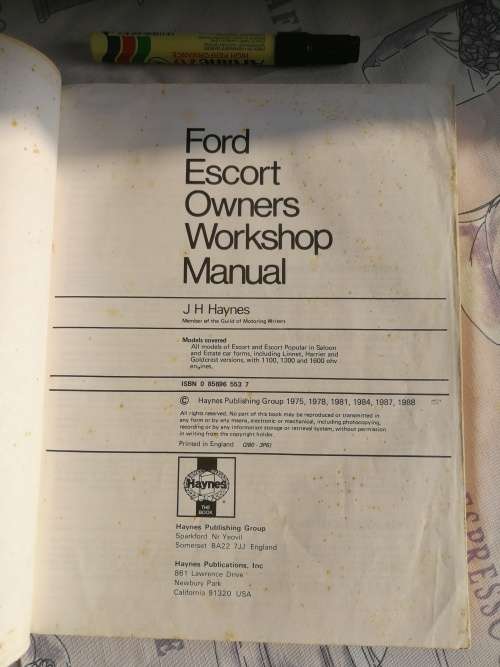 HIGH PERFORMANCE
Ford
Escort
Owners
Workshop
Manual
J H Haynes
Member of the Guild of Motoring Writers
Models covered
All models of Escort and Escort Popular in Saloon
and Estate car forms, including Linnet, Harrier and
Goldcrest versions, with 1100, 1300 and 1600 ohv
engines.
ISBN 0 85696 553 7
© Haynes Publishing Group 1975, 1978, 1981, 1984, 1987, 1988
All rights reserved. No part of this book may be reproduced or transmitted in
any form or by any means, electronic or mechanical, including photocopying,
recording or by any information storage or retrieval system, without permission
in writing from the copyright holder.
Printed in England
Haynes
THE
BOOK
Haynes Publishing Group
Sparkford Nr Yeovil
Somerset BA22 7JJ England
Haynes Publications, Inc
861 Lawrence Drive
Newbury Park
California 91320 USA
ESPRESSO